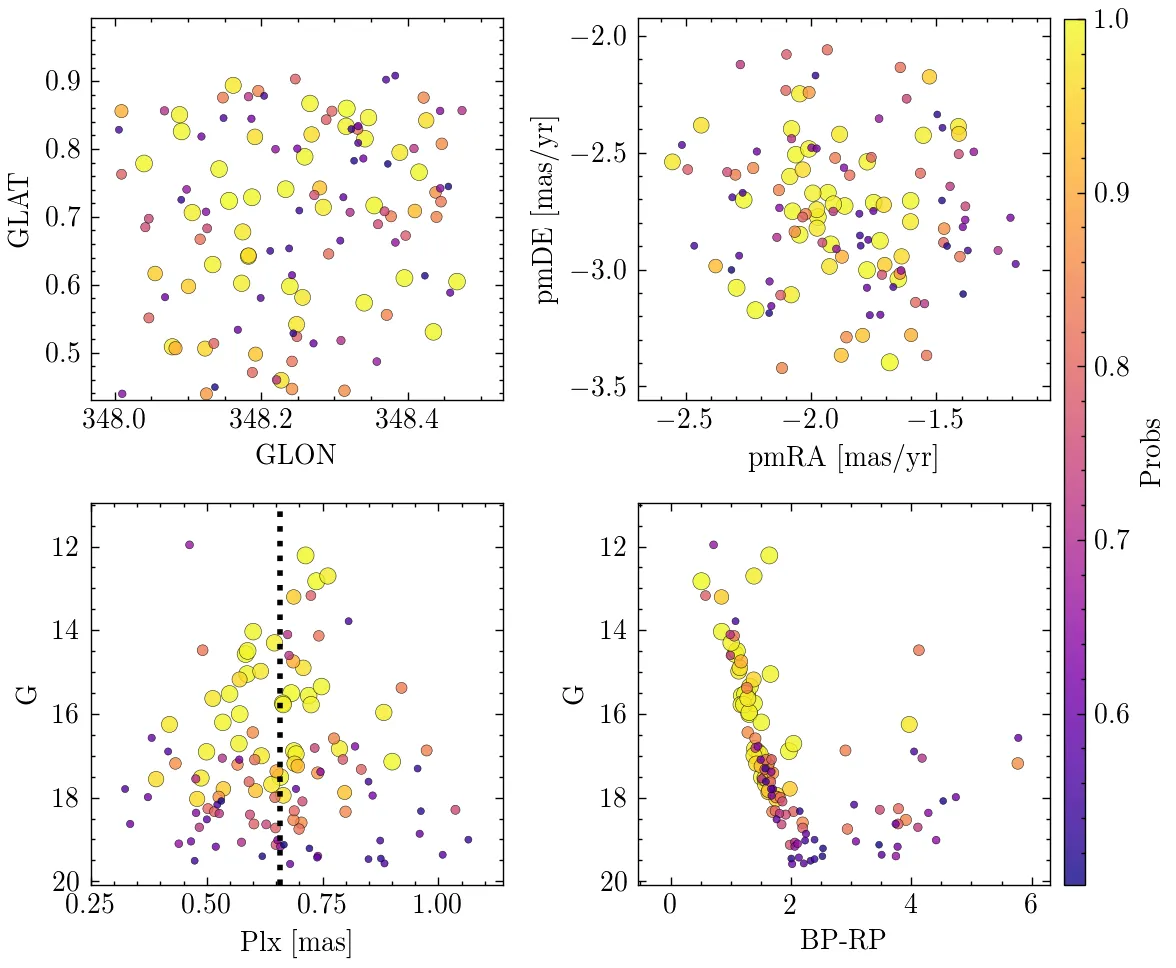 0.9
0.8
0.7
0.6
0.5
348.0 348.2 348.4
GLAT
GLON
−2.0
−2.5
−3.0
−3.5
−2.5 −2.0 −1.5
pmDE [mas/yr]
pmRA [mas/yr]
12
14
16
18
20
0.25 0.50 0.75 1.00
G
Plx [mas]
12
14
16
18
20
0 2 4 6
G
BP-RP
1.0
0.9
0.8
0.7
0.6
Probs